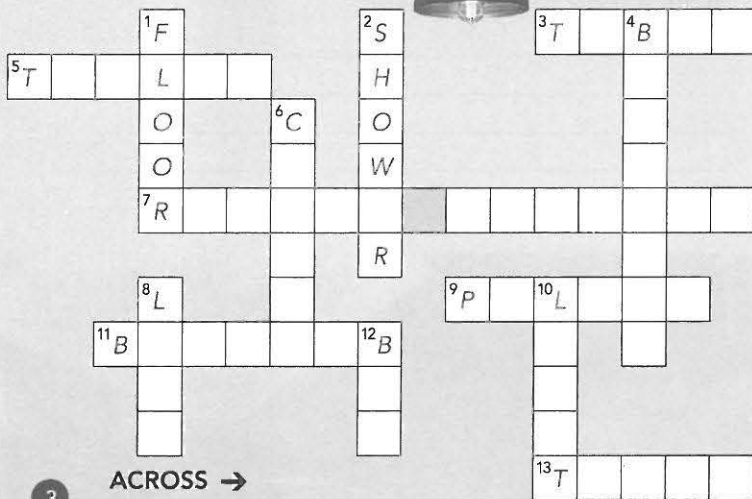 1F 2S 3T 4B
5T L H
O 6C O
O W
7R
R
8L 9P 10L
11B 12B
13T
ACROSS →